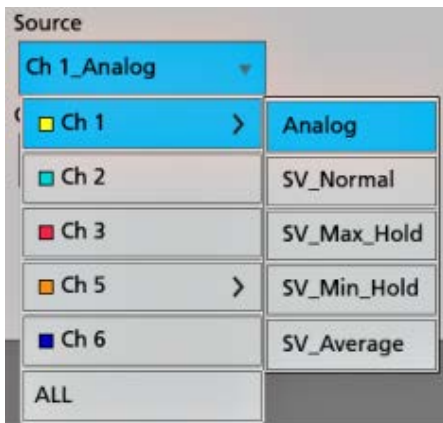 Source
Ch 1_Analog
Ch 1
Analog
Ch 2
SV_Normal
Ch 3
SV_Max_Hold
Ch 5
SV_Min_Hold
Ch 6
SV_Average
ALL